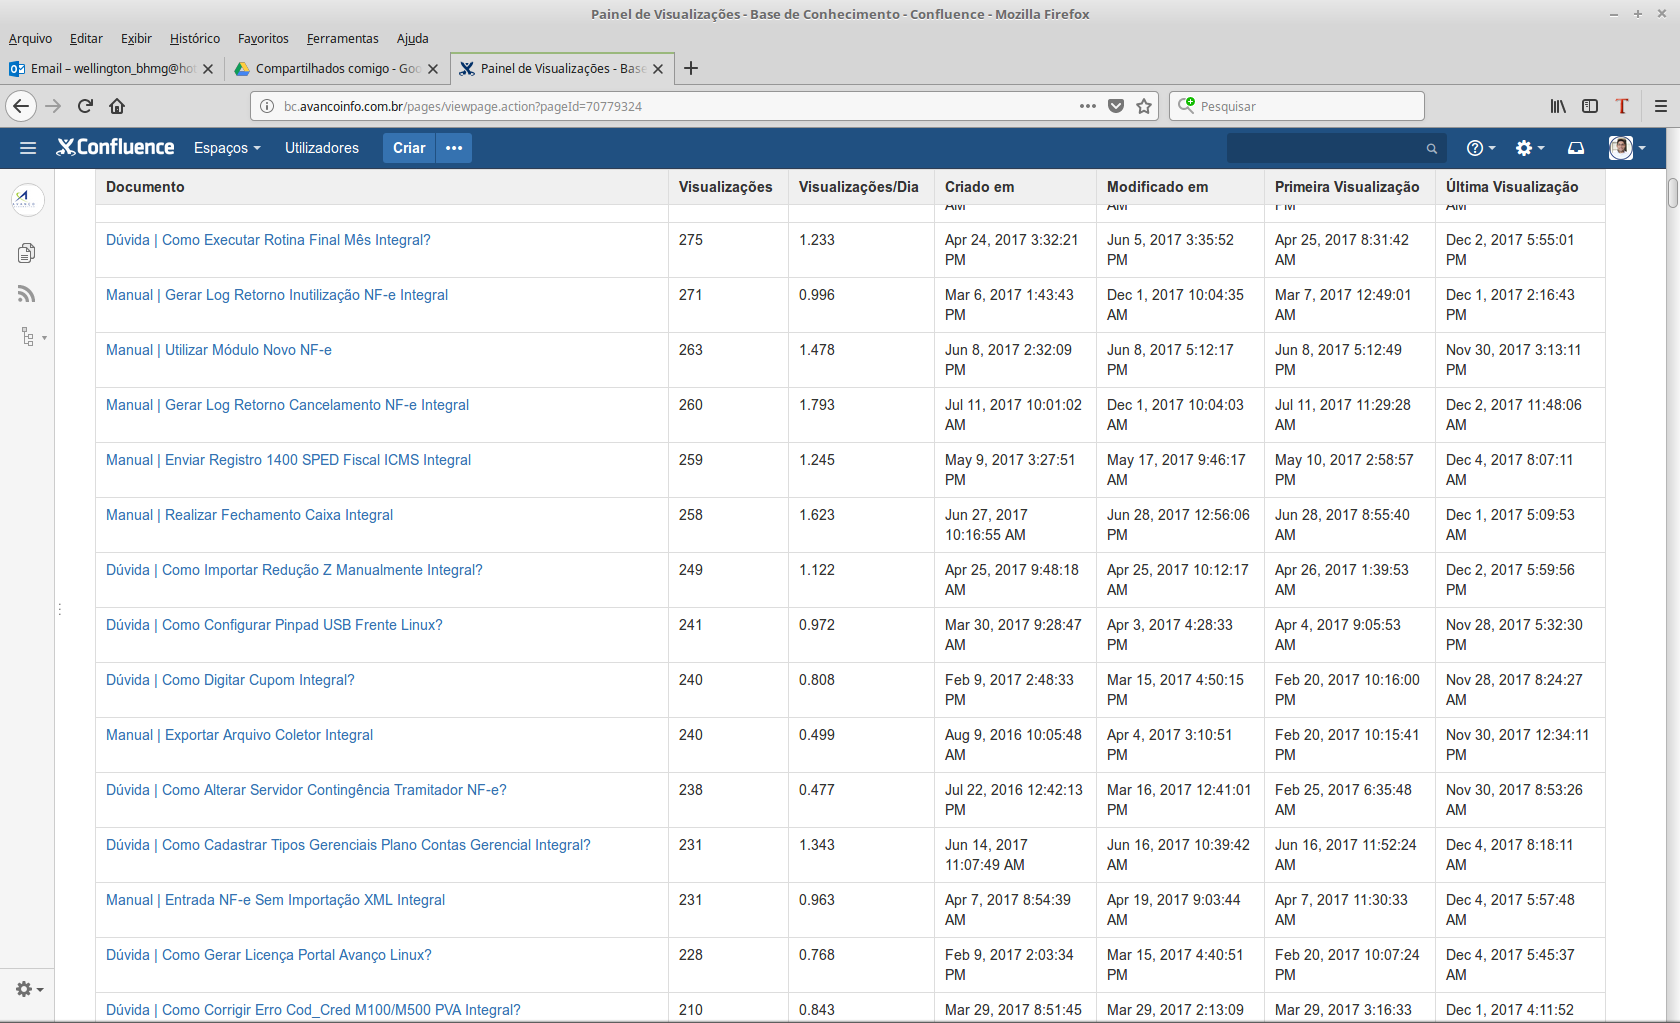 Painel de Visualizações - Base de Conhecimento - Confluence - Mozilla Firefox
Arquivo Editar Exibir Histórico Favoritos Ferramentas Ajuda
Email – wellington_bhmg@hot Compartilhados comigo - Goo Painel de Visualizações - Base
bc.avancoinfo.com.br/pages/viewpage.action?pageId=70779324 Pesquisar
Confluence Espaços Utilizadores Criar
Documento Visualizações Visualizações/Dia Criado em Modificado em Primeira Visualização Última Visualização
AM AM PM AM
Dúvida | Como Executar Rotina Final Mês Integral? 275 1.233 Apr 24, 2017 3:32:21 Jun 5, 2017 3:35:52 Apr 25, 2017 8:31:42 Dec 2, 2017 5:55:01
PM PM AM PM
Manual | Gerar Log Retorno Inutilização NF-e Integral 271 0.996 Mar 6, 2017 1:43:43 Dec 1, 2017 10:04:35 Mar 7, 2017 12:49:01 Dec 1, 2017 2:16:43
PM AM PM PM
Manual | Utilizar Módulo Novo NF-e 263 1.478 Jun 8, 2017 2:32:09 Jun 8, 2017 5:12:17 Jun 8, 2017 5:12:49 Nov 30, 2017 3:13:11
PM PM PM PM
Manual | Gerar Log Retorno Cancelamento NF-e Integral 260 1.793 Jul 11, 2017 10:01:02 Dec 1, 2017 10:04:03 Jul 11, 2017 11:29:28 Dec 2, 2017 11:48:06
AM AM AM AM
Manual | Enviar Registro 1400 SPED Fiscal ICMS Integral 259 1.245 May 9, 2017 3:27:51 May 17, 2017 9:46:17 May 10, 2017 2:58:57 Dec 4, 2017 8:07:11
PM AM PM AM
Manual | Realizar Fechamento Caixa Integral 258 1.623 Jun 27, 2017 Jun 28, 2017 12:56:06 Jun 28, 2017 8:55:40 Dec 1, 2017 5:09:53
10:16:55 AM PM AM AM
Dúvida | Como Importar Redução Z Manualmente Integral? 249 1.122 Apr 25, 2017 9:48:18 Apr 25, 2017 10:12:17 Apr 26, 2017 1:39:53 Dec 2, 2017 5:59:56
AM AM AM PM
Dúvida | Como Configurar Pinpad USB Frente Linux? 241 0.972 Mar 30, 2017 9:28:47 Apr 3, 2017 4:28:33 Apr 4, 2017 9:05:53 Nov 28, 2017 5:32:30
AM PM AM PM
Dúvida | Como Digitar Cupom Integral? 240 0.808 Feb 9, 2017 2:48:33 Mar 15, 2017 4:50:15 Feb 20, 2017 10:16:00 Nov 28, 2017 8:24:27
PM PM PM AM
Manual | Exportar Arquivo Coletor Integral 240 0.499 Aug 9, 2016 10:05:48 Apr 4, 2017 3:10:51 Feb 20, 2017 10:15:41 Nov 30, 2017 12:34:11
AM PM PM PM
Dúvida | Como Alterar Servidor Contingência Tramitador NF-e? 238 0.477 Jul 22, 2016 12:42:13 Mar 16, 2017 12:41:01 Feb 25, 2017 6:35:48 Nov 30, 2017 8:53:26
PM PM AM AM
Dúvida | Como Cadastrar Tipos Gerenciais Plano Contas Gerencial Integral? 231 1.343 Jun 14, 2017 Jun 16, 2017 10:39:42 Jun 16, 2017 11:52:24 Dec 4, 2017 8:18:11
11:07:49 AM AM AM AM
Manual | Entrada NF-e Sem Importação XML Integral 231 0.963 Apr 7, 2017 8:54:39 Apr 19, 2017 9:03:44 Apr 7, 2017 11:30:33 Dec 4, 2017 5:57:48
AM PM AM AM
Dúvida | Como Gerar Licença Portal Avanço Linux? 228 0.768 Feb 9, 2017 2:03:34 Mar 15, 2017 4:40:51 Feb 20, 2017 10:07:24 Dec 4, 2017 5:45:37
PM PM PM AM
Dúvida | Como Corrigir Erro Cod_Cred M100/M500 PVA Integral? 210 0.843 Mar 29, 2017 8:51:45 Mar 29, 2017 2:13:09 Mar 29, 2017 3:16:33 Dec 1, 2017 4:11:52